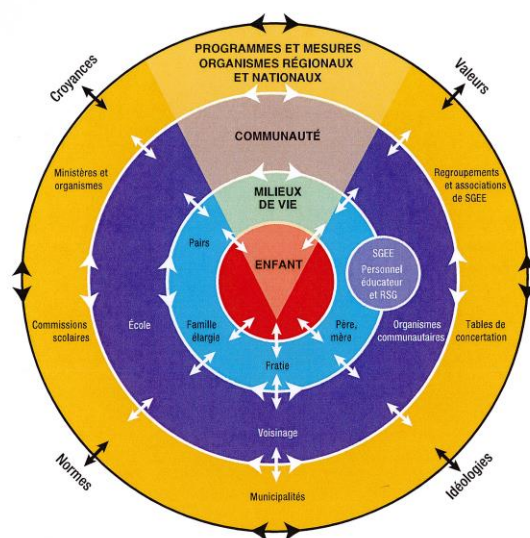 PROGRAMMES ET MESURES
ORGANISMES RÉGIONAUX
ET NATIONAUX
Croyances
Valeurs
COMMUNAUTÉ
Ministères et
organismes
Regroupements
et associations
de SGEE
MILIEUX
DE VIE
Pairs
ENFANT
SGEE
Personnel
éducateur
et RSG
Commissions
scolaires
École
Famille
élargie
Père,
mère
Organismes
communautaires
Tables de
concertation
Fratie
Voisinage
Normes
Idéologies
Municipalités